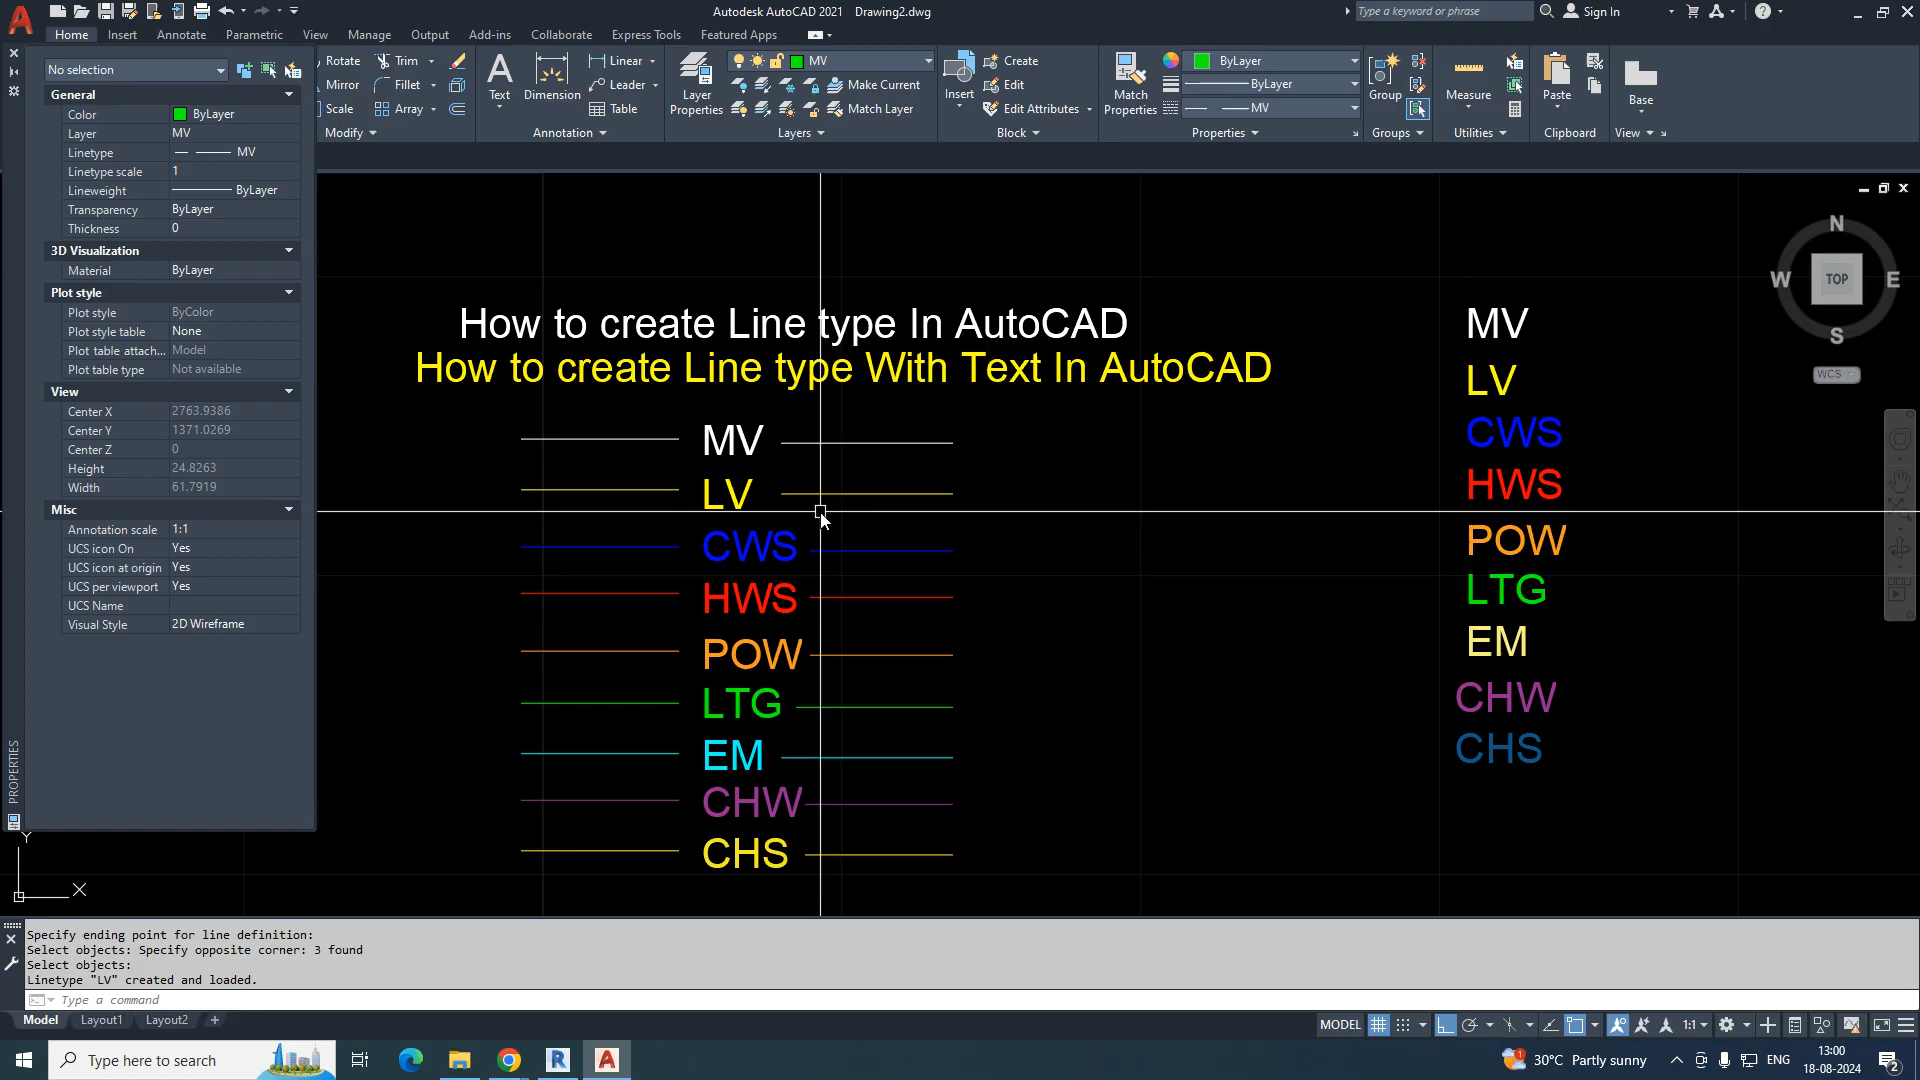 Autodesk AutoCAD 2021 Drawing2.dwg
Type a keyword or phrase
Sign In
Home Insert Annotate Parametric View Manage Output Add-ins Collaborate Express Tools Featured Apps
No selection
General
Color ByLayer
Layer MV
Linetype MV
Linetype scale 1
Lineweight ByLayer
Transparency ByLayer
Thickness 0
3D Visualization
Material ByLayer
Plot style
Plot style ByColor
Plot style table None
Plot table attach... Model
Plot table type Not available
View
Center X 2763.9386
Center Y 1371.0269
Center Z 0
Height 24.8263
Width 61.7919
Misc
Annotation scale 1:1
UCS icon On Yes
UCS icon at origin Yes
UCS per viewport Yes
UCS Name
Visual Style 2D Wireframe
PROPERTIES
Rotate Trim
Mirror Fillet
Scale Array
Modify
Text
Dimension
Linear
Leader
Table
Annotation
Layer
Properties
MV
Make Current
Match Layer
Layers
Insert
Create
Edit
Edit Attributes
Block
Match
Properties
ByLayer
ByLayer
MV
Properties
Group
Groups
Measure
Utilities
Paste
Clipboard
Base
View
How to create Line type In AutoCAD
How to create Line type With Text In AutoCAD
MV
LV
CWS
HWS
POW
LTG
EM
CHW
CHS
MV
LV
CWS
HWS
POW
LTG
EM
CHW
CHS
N
W TOP E
S
WCS
Y
X
Specify ending point for line definition:
Select objects: Specify opposite corner: 3 found
Select objects:
Linetype "LV" created and loaded.
Type a command
Model Layout1 Layout2 +
MODEL 1:1
Type here to search
R A
1 30°C Partly sunny
ENG
13:00
18-08-2024
2